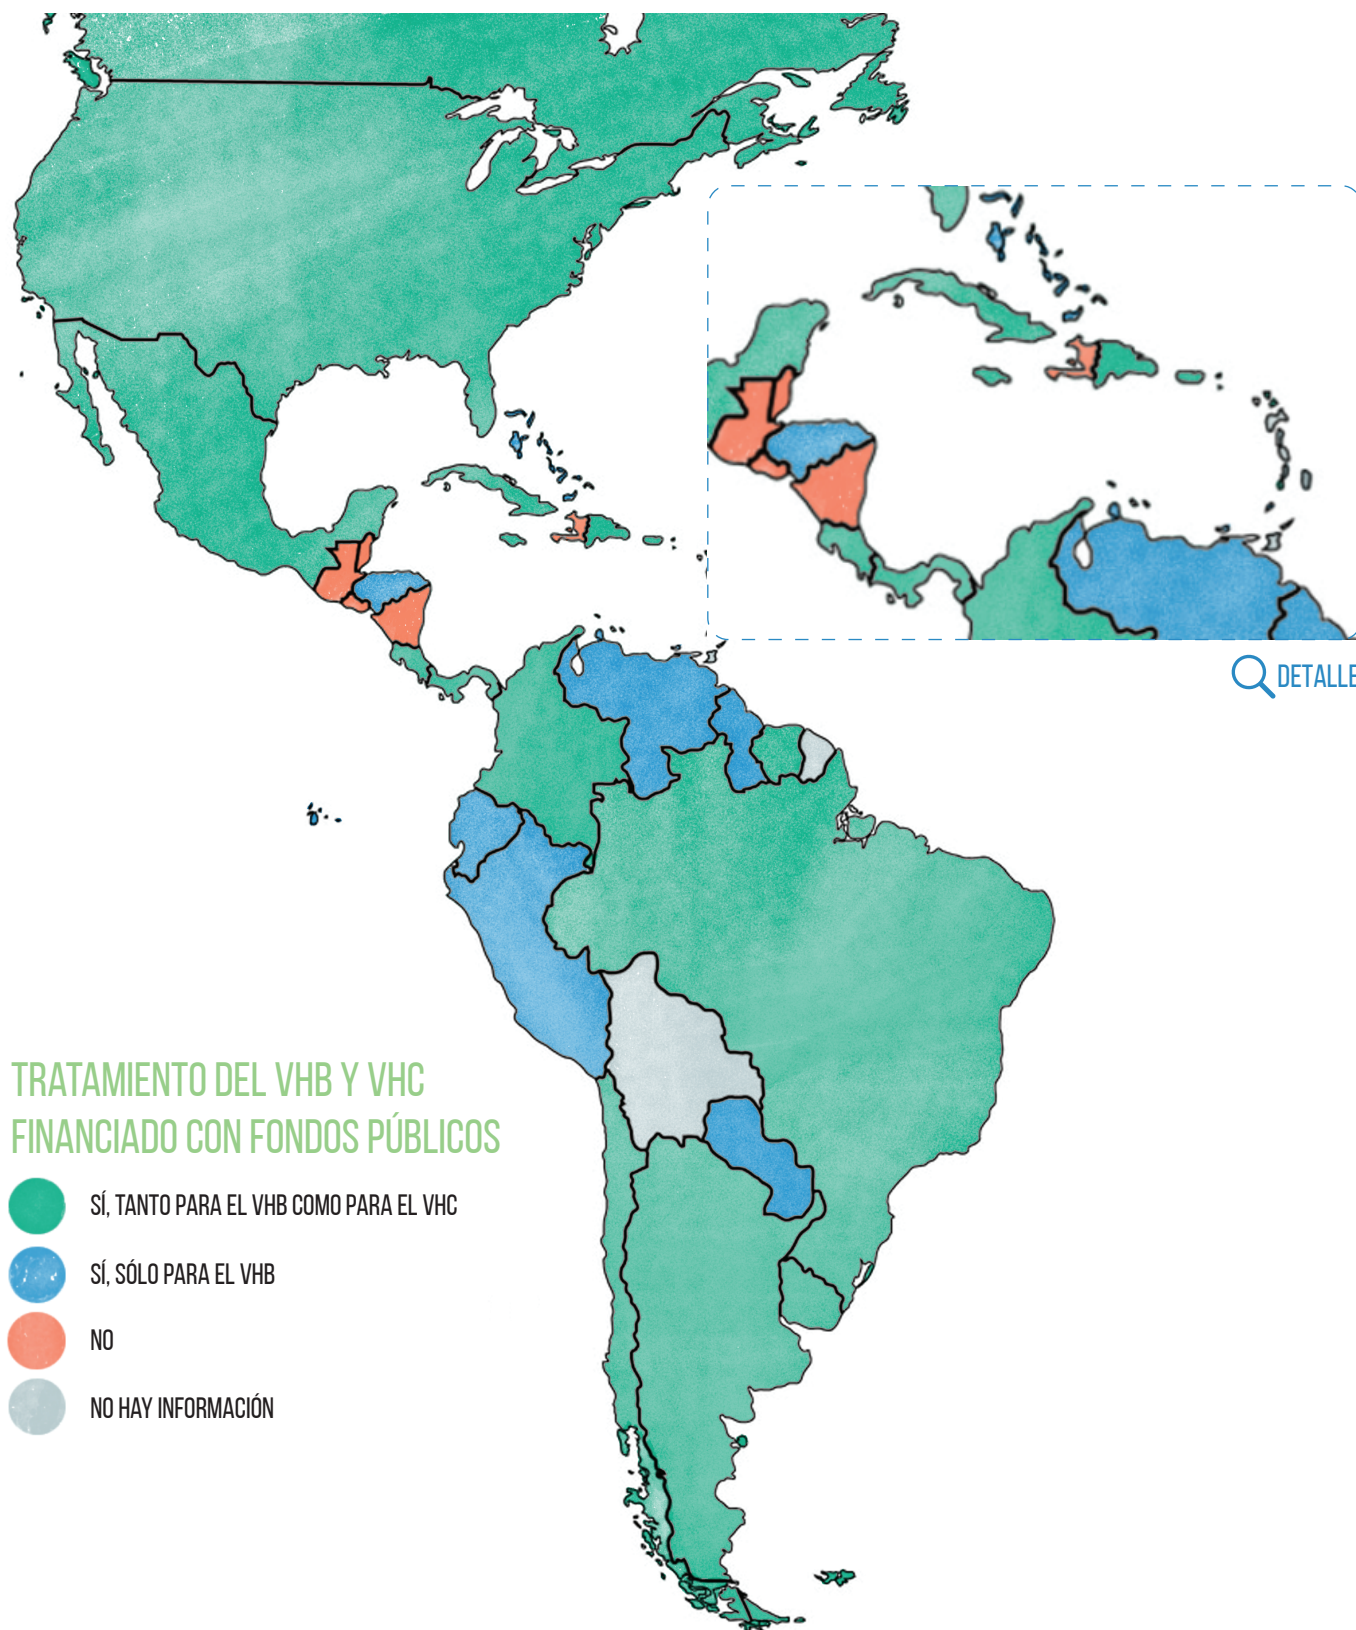 DETALLE
TRATAMIENTO DEL VHB Y VHC
FINANCIADO CON FONDOS PÚBLICOS
SÍ, TANTO PARA EL VHB COMO PARA EL VHC
SÍ, SÓLO PARA EL VHB
NO
NO HAY INFORMACIÓN